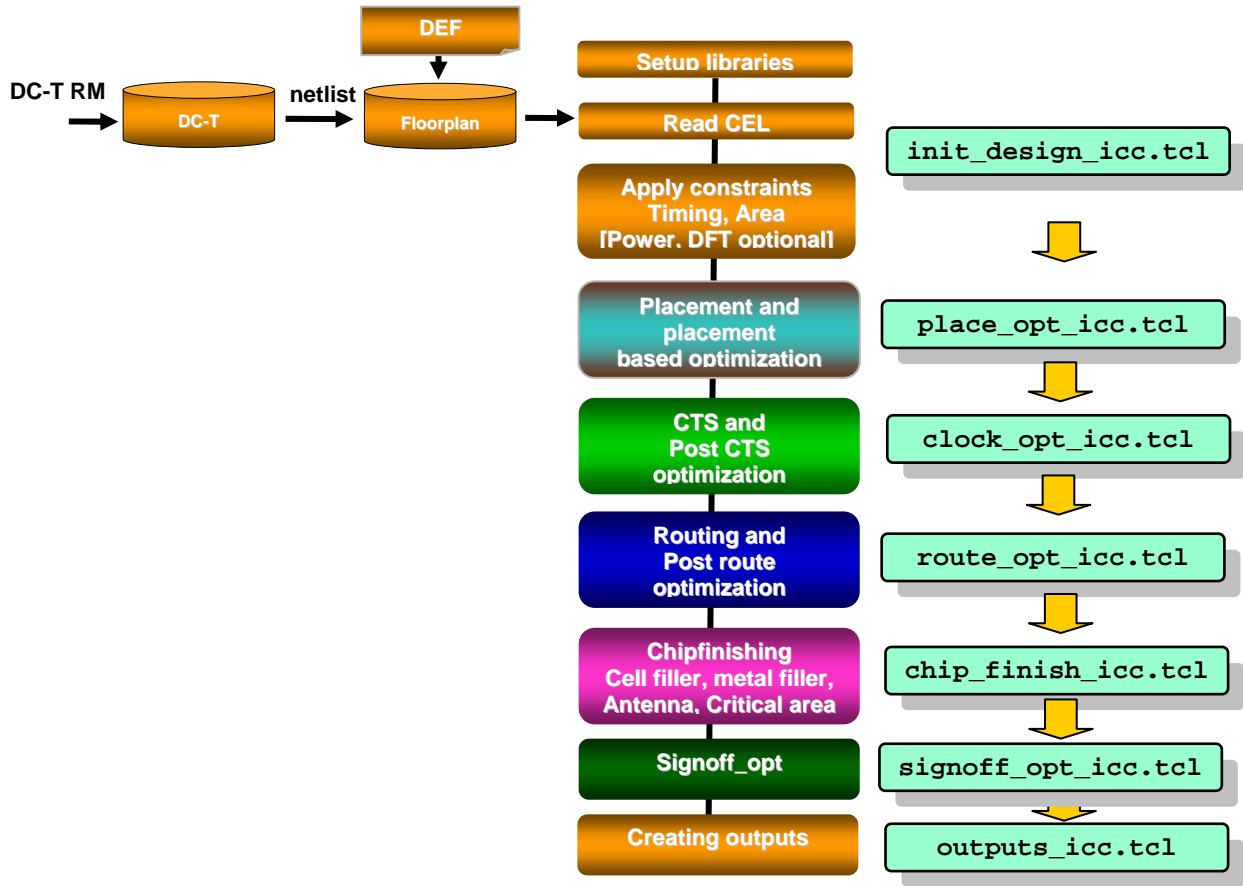 DEF
DC-T RM
netlist
DC-T
Floorplan
Setup libraries
Read CEL
Apply constraints
Timing, Area
[Power, DFT optional]
Placement and
placement
based optimization
CTS and
Post CTS
optimization
Routing and
Post route
optimization
Chipfinishing
Cell filler, metal filler,
Antenna, Critical area
Signoff_opt
Creating outputs
init_design_icc.tcl
place_opt_icc.tcl
clock_opt_icc.tcl
route_opt_icc.tcl
chip_finish_icc.tcl
signoff_opt_icc.tcl
outputs_icc.tcl